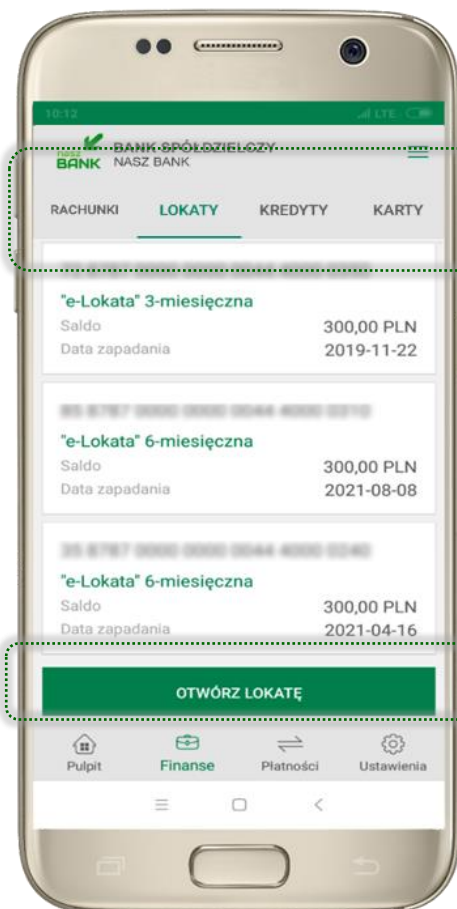 10:12
LTE
nasz BANK
BANK SPÓŁDZIELCZY
NASZ BANK
RACHUNKI LOKATY KREDYTY KARTY
"e-Lokata" 3-miesięczna
Saldo 300,00 PLN
Data zapadania 2019-11-22
"e-Lokata" 6-miesięczna
Saldo 300,00 PLN
Data zapadania 2021-08-08
"e-Lokata" 6-miesięczna
Saldo 300,00 PLN
Data zapadania 2021-04-16
OTWÓRZ LOKATĘ
Pulpit Finanse Płatności Ustawienia